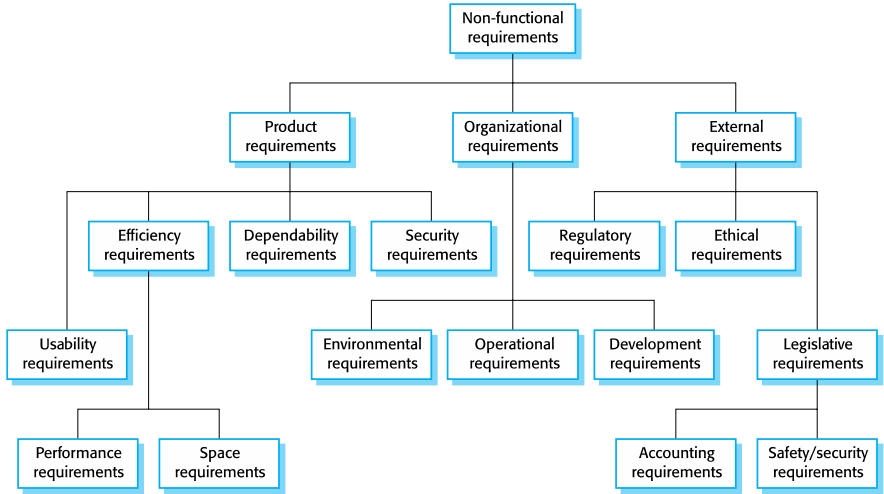 Non-functional
requirements
Product
requirements
Organizational
requirements
External
requirements
Efficiency
requirements
Dependability
requirements
Security
requirements
Regulatory
requirements
Ethical
requirements
Usability
requirements
Environmental
requirements
Operational
requirements
Development
requirements
Legislative
requirements
Performance
requirements
Space
requirements
Accounting
requirements
Safety/security
requirements